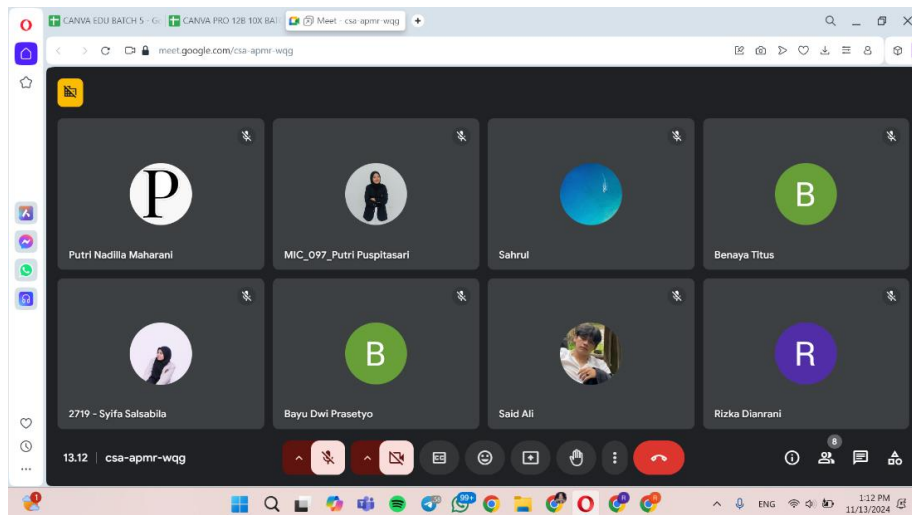 CANVA EDU BATCH 5 - G
CANVA PRO 12B 10X BA
Meet - csa-apmr-wqg
meet.google.com/csa-apmr-wqg
P
Putri Nadilla Maharani
MIC_097_Putri Puspitasari
Sahrul
B
Benaya Titus
2719 - Syifa Salsabila
B
Bayu Dwi Prasetyo
Said Ali
R
Rizka Dianrani
13.12 | csa-apmr-wqg
CC
8
99+
ENG
1:12 PM
11/13/2024